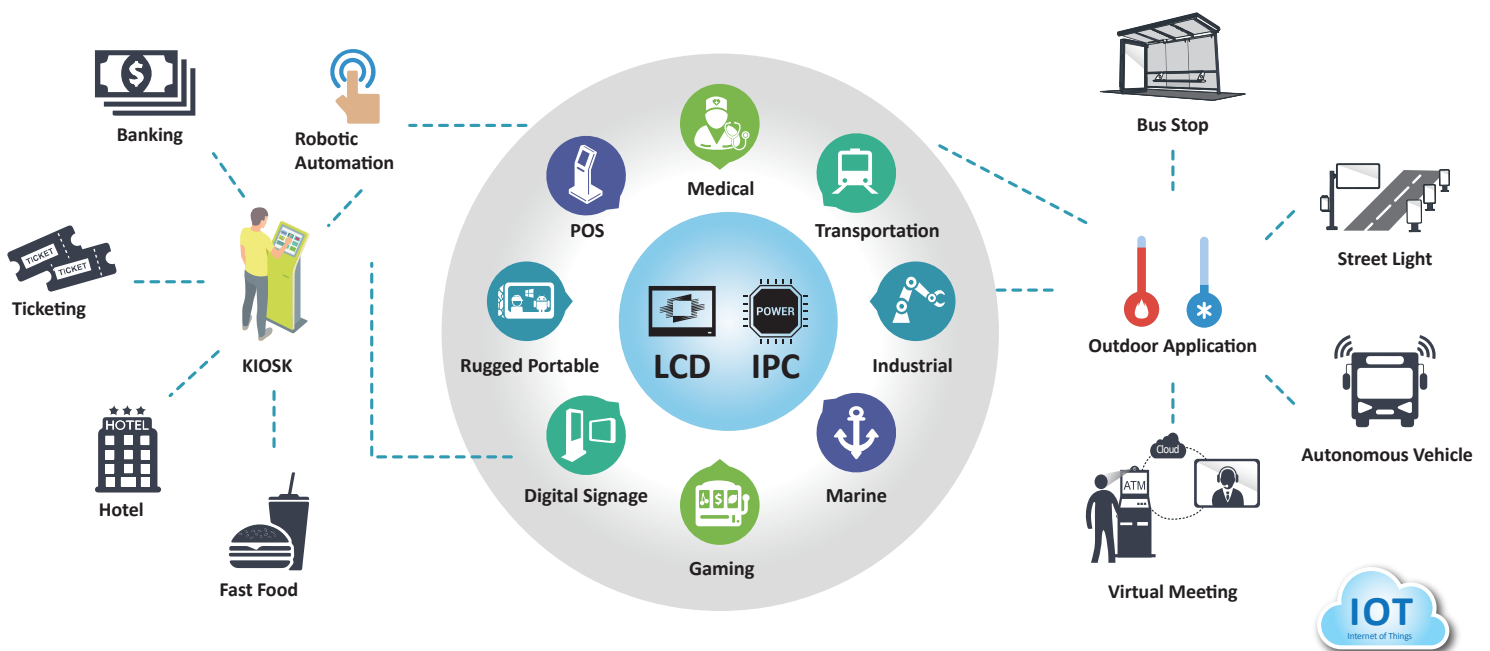 Banking
Robotic
Automation
TICKET
TICKET
Ticketing
KIOSK
HOTEL
Hotel
Fast Food
Medical
POS
Transportation
Rugged Portable
POWER
LCD
IPC
Industrial
Digital Signage
Marine
$
Gaming
$
Bus Stop
Street Light
Outdoor Application
Autonomous Vehicle
Cloud
ATM
Virtual Meeting
IOT
Internet of Things